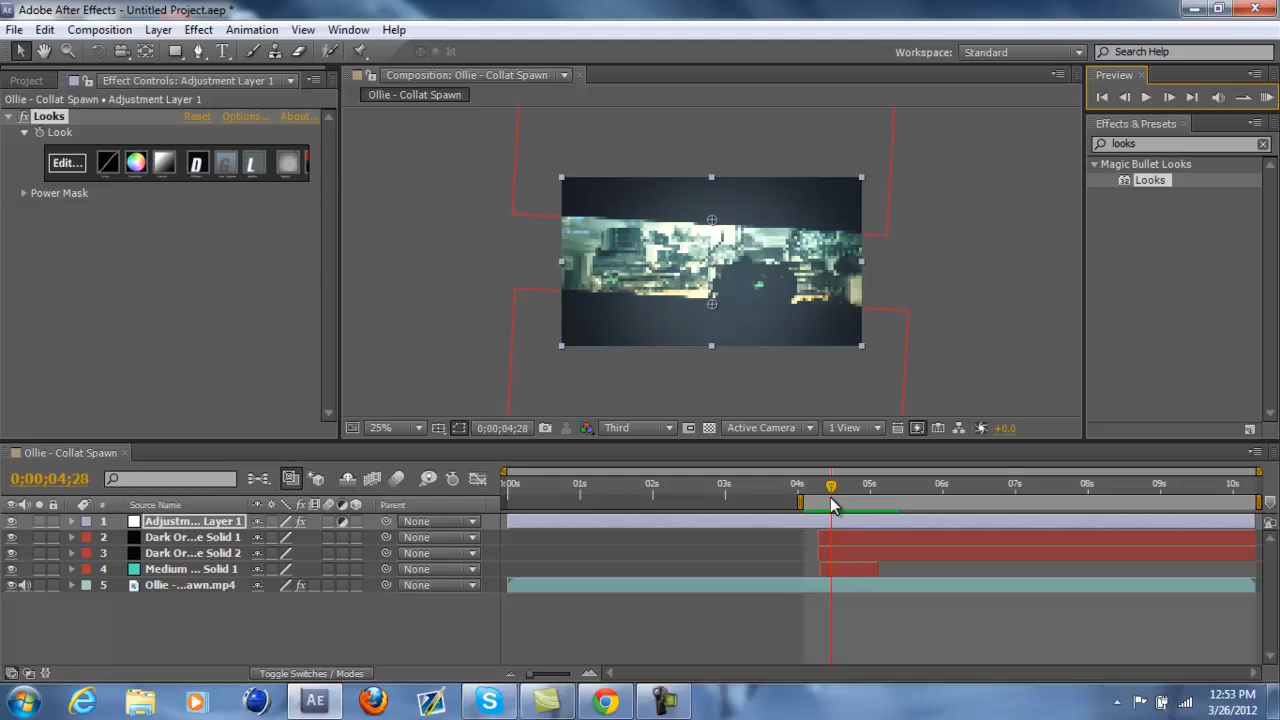 Adobe After Effects - Untitled Project.aep *
File Edit Composition Layer Effect Animation View Window Help
Workspace: Standard Search Help
Project Effect Controls: Adjustment Layer 1
Composition: Ollie - Collat Spawn
Preview
Ollie - Collat Spawn • Adjustment Layer 1
Ollie - Collat Spawn
fx Looks Reset Options... About...
Effects & Presets
Look
looks
Edit...
Magic Bullet Looks
32 Looks
Power Mask
25% 0;00;04;28 Third Active Camera 1 View +0.0
Ollie - Collat Spawn
0;00;04;28
:00s 01s 02s 03s 04s 05s 06s 07s 08s 09s 10s
# Source Name Parent
1 Adjustm... Layer 1 fx None
2 Dark Or...e Solid 1 None
3 Dark Or...e Solid 2 None
4 Medium ... Solid 1 None
5 Ollie -...awn.mp4 fx None
Toggle Switches / Modes
12:53 PM
3/26/2012